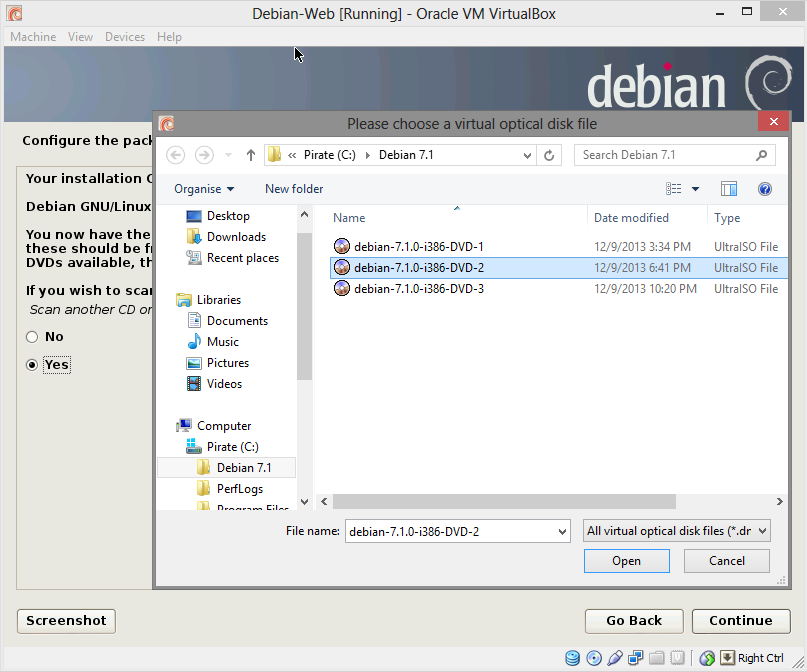 Debian-Web [Running] - Oracle VM VirtualBox
Machine View Devices Help
debian
Configure the pack
Your installation C
Debian GNU/Linux
You now have the
these should be fr
DVDs available, th
If you wish to scan
Scan another CD or
No
Yes
Please choose a virtual optical disk file
« Pirate (C:) Debian 7.1
Search Debian 7.1
Organise New folder
Desktop
Downloads
Recent places
Libraries
Documents
Music
Pictures
Videos
Computer
Pirate (C:)
Debian 7.1
PerfLogs
Program Files
Name Date modified Type
debian-7.1.0-i386-DVD-1 12/9/2013 3:34 PM UltraISO File
debian-7.1.0-i386-DVD-2 12/9/2013 6:41 PM UltraISO File
debian-7.1.0-i386-DVD-3 12/9/2013 10:20 PM UltraISO File
File name: debian-7.1.0-i386-DVD-2 All virtual optical disk files (*.dr
Open Cancel
Screenshot Go Back Continue
Right Ctrl